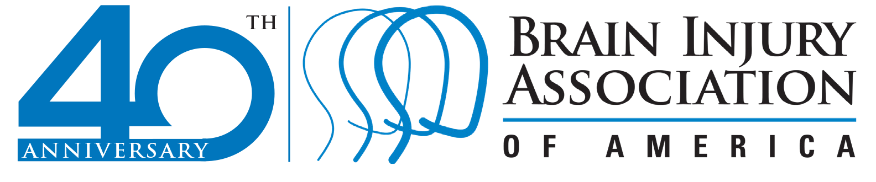 40TH
ANNIVERSARY
BRAIN INJURY
ASSOCIATION
OF AMERICA